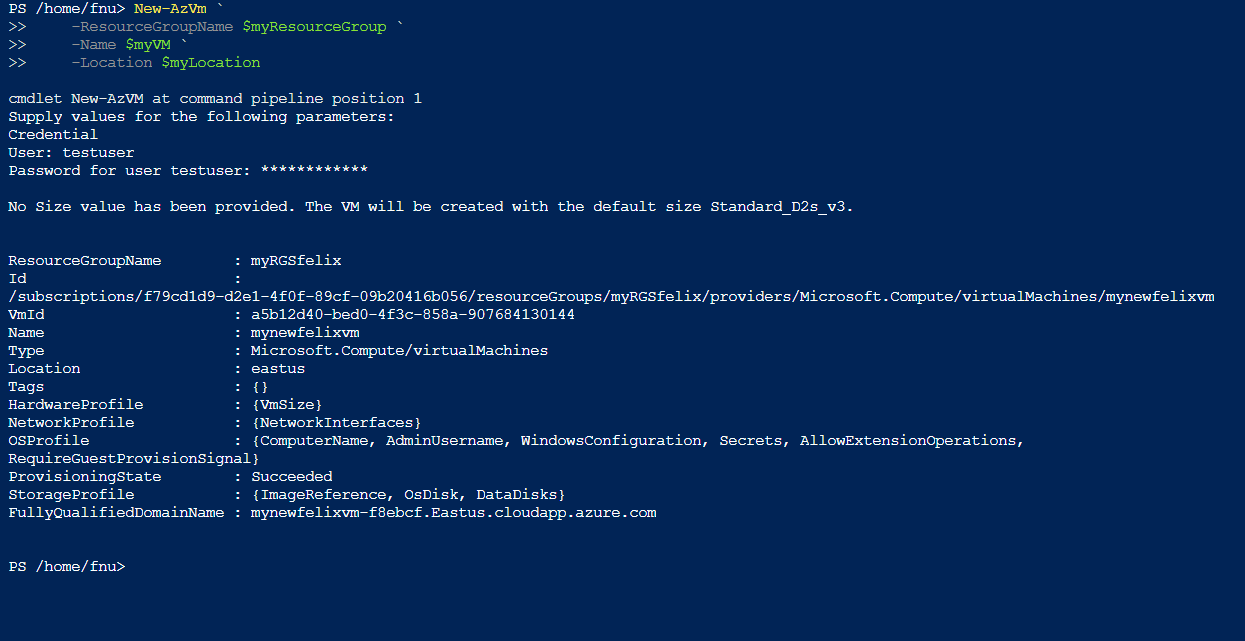 PS /home/fnu> New-AzVm `
>>     -ResourceGroupName $myResourceGroup `
>>     -Name $myVM `
>>     -Location $myLocation
cmdlet New-AzVM at command pipeline position 1
Supply values for the following parameters:
Credential
User: testuser
Password for user testuser: ************
No Size value has been provided. The VM will be created with the default size Standard_D2s_v3.
ResourceGroupName        : myRGSfelix
Id                       :
/subscriptions/f79cd1d9-d2e1-4f0f-89cf-09b20416b056/resourceGroups/myRGSfelix/providers/Microsoft.Compute/virtualMachines/mynewfelixvm
VmId                     : a5b12d40-bed0-4f3c-858a-907684130144
Name                     : mynewfelixvm
Type                     : Microsoft.Compute/virtualMachines
Location                 : eastus
Tags                     : {}
HardwareProfile          : {VmSize}
NetworkProfile           : {NetworkInterfaces}
OSProfile                : {ComputerName, AdminUsername, WindowsConfiguration, Secrets, AllowExtensionOperations,
RequireGuestProvisionSignal}
ProvisioningState        : Succeeded
StorageProfile           : {ImageReference, OsDisk, DataDisks}
FullyQualifiedDomainName : mynewfelixvm-f8ebcf.Eastus.cloudapp.azure.com
PS /home/fnu>